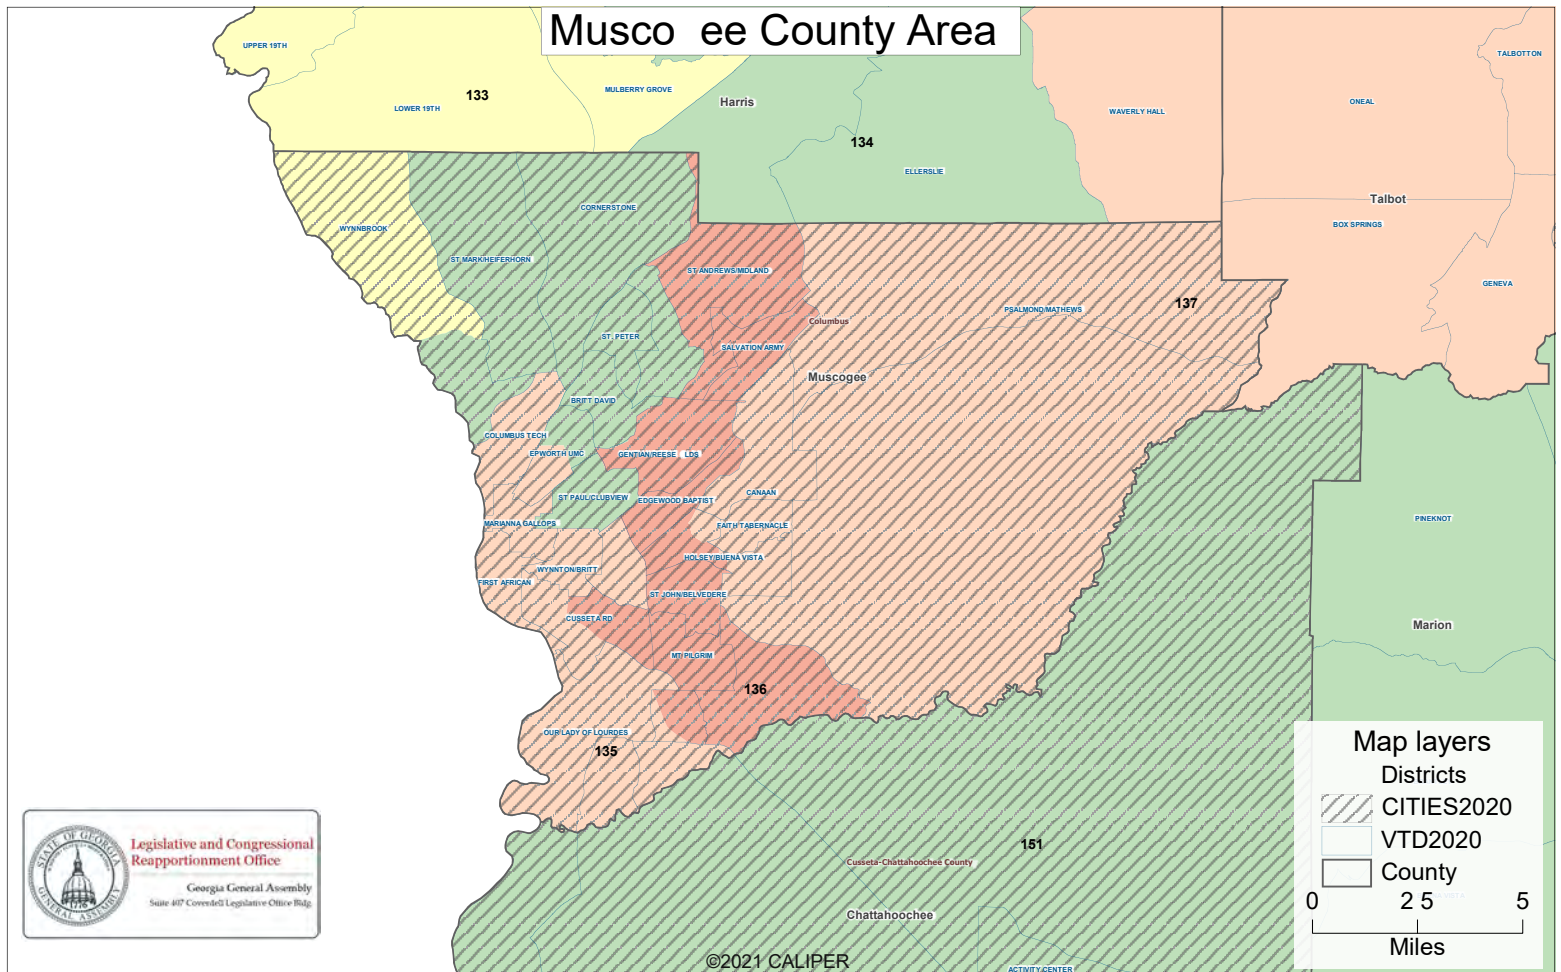 Musco ee County Area
UPPER 19TH
TALBOTTON
MULBERRY GROVE
133
LOWER 19TH
Harris
WAVERLY HALL
ONEAL
134
ELLERSLIE
Talbot
CORNERSTONE
WYNNBROOK
BOX SPRINGS
ST MARK/HEIFERHORN
ST ANDREWS/MIDLAND
GENEVA
137
PSALMOND/MATHEWS
Columbus
ST. PETER
SALVATION ARMY
Muscogee
BRITT DAVID
COLUMBUS TECH
EPWORTH UMC
GENTIAN/REESE LDS
CANAAN
ST PAUL/CLUBVIEW
EDGEWOOD BAPTIST
PINEKNOT
MARIANNA GALLOPS
FAITH TABERNACLE
HOLSEY/BUENA VISTA
WYNNTON/BRITT
FIRST AFRICAN
ST JOHN/BELVEDERE
CUSSETA RD
Marion
MT PILGRIM
136
OUR LADY OF LOURDES
135
151
Cusseta-Chattahoochee County
Chattahoochee
ACTIVITY CENTER
©2021 CALIPER
Map layers
Districts
CITIES2020
VTD2020
County
0 2 5 5
Miles
STATE OF GEORGIA
GENERAL ASSEMBLY
1776
Legislative and Congressional
Reapportionment Office
Georgia General Assembly
Suite 407 Coverdell Legislative Office Bldg.